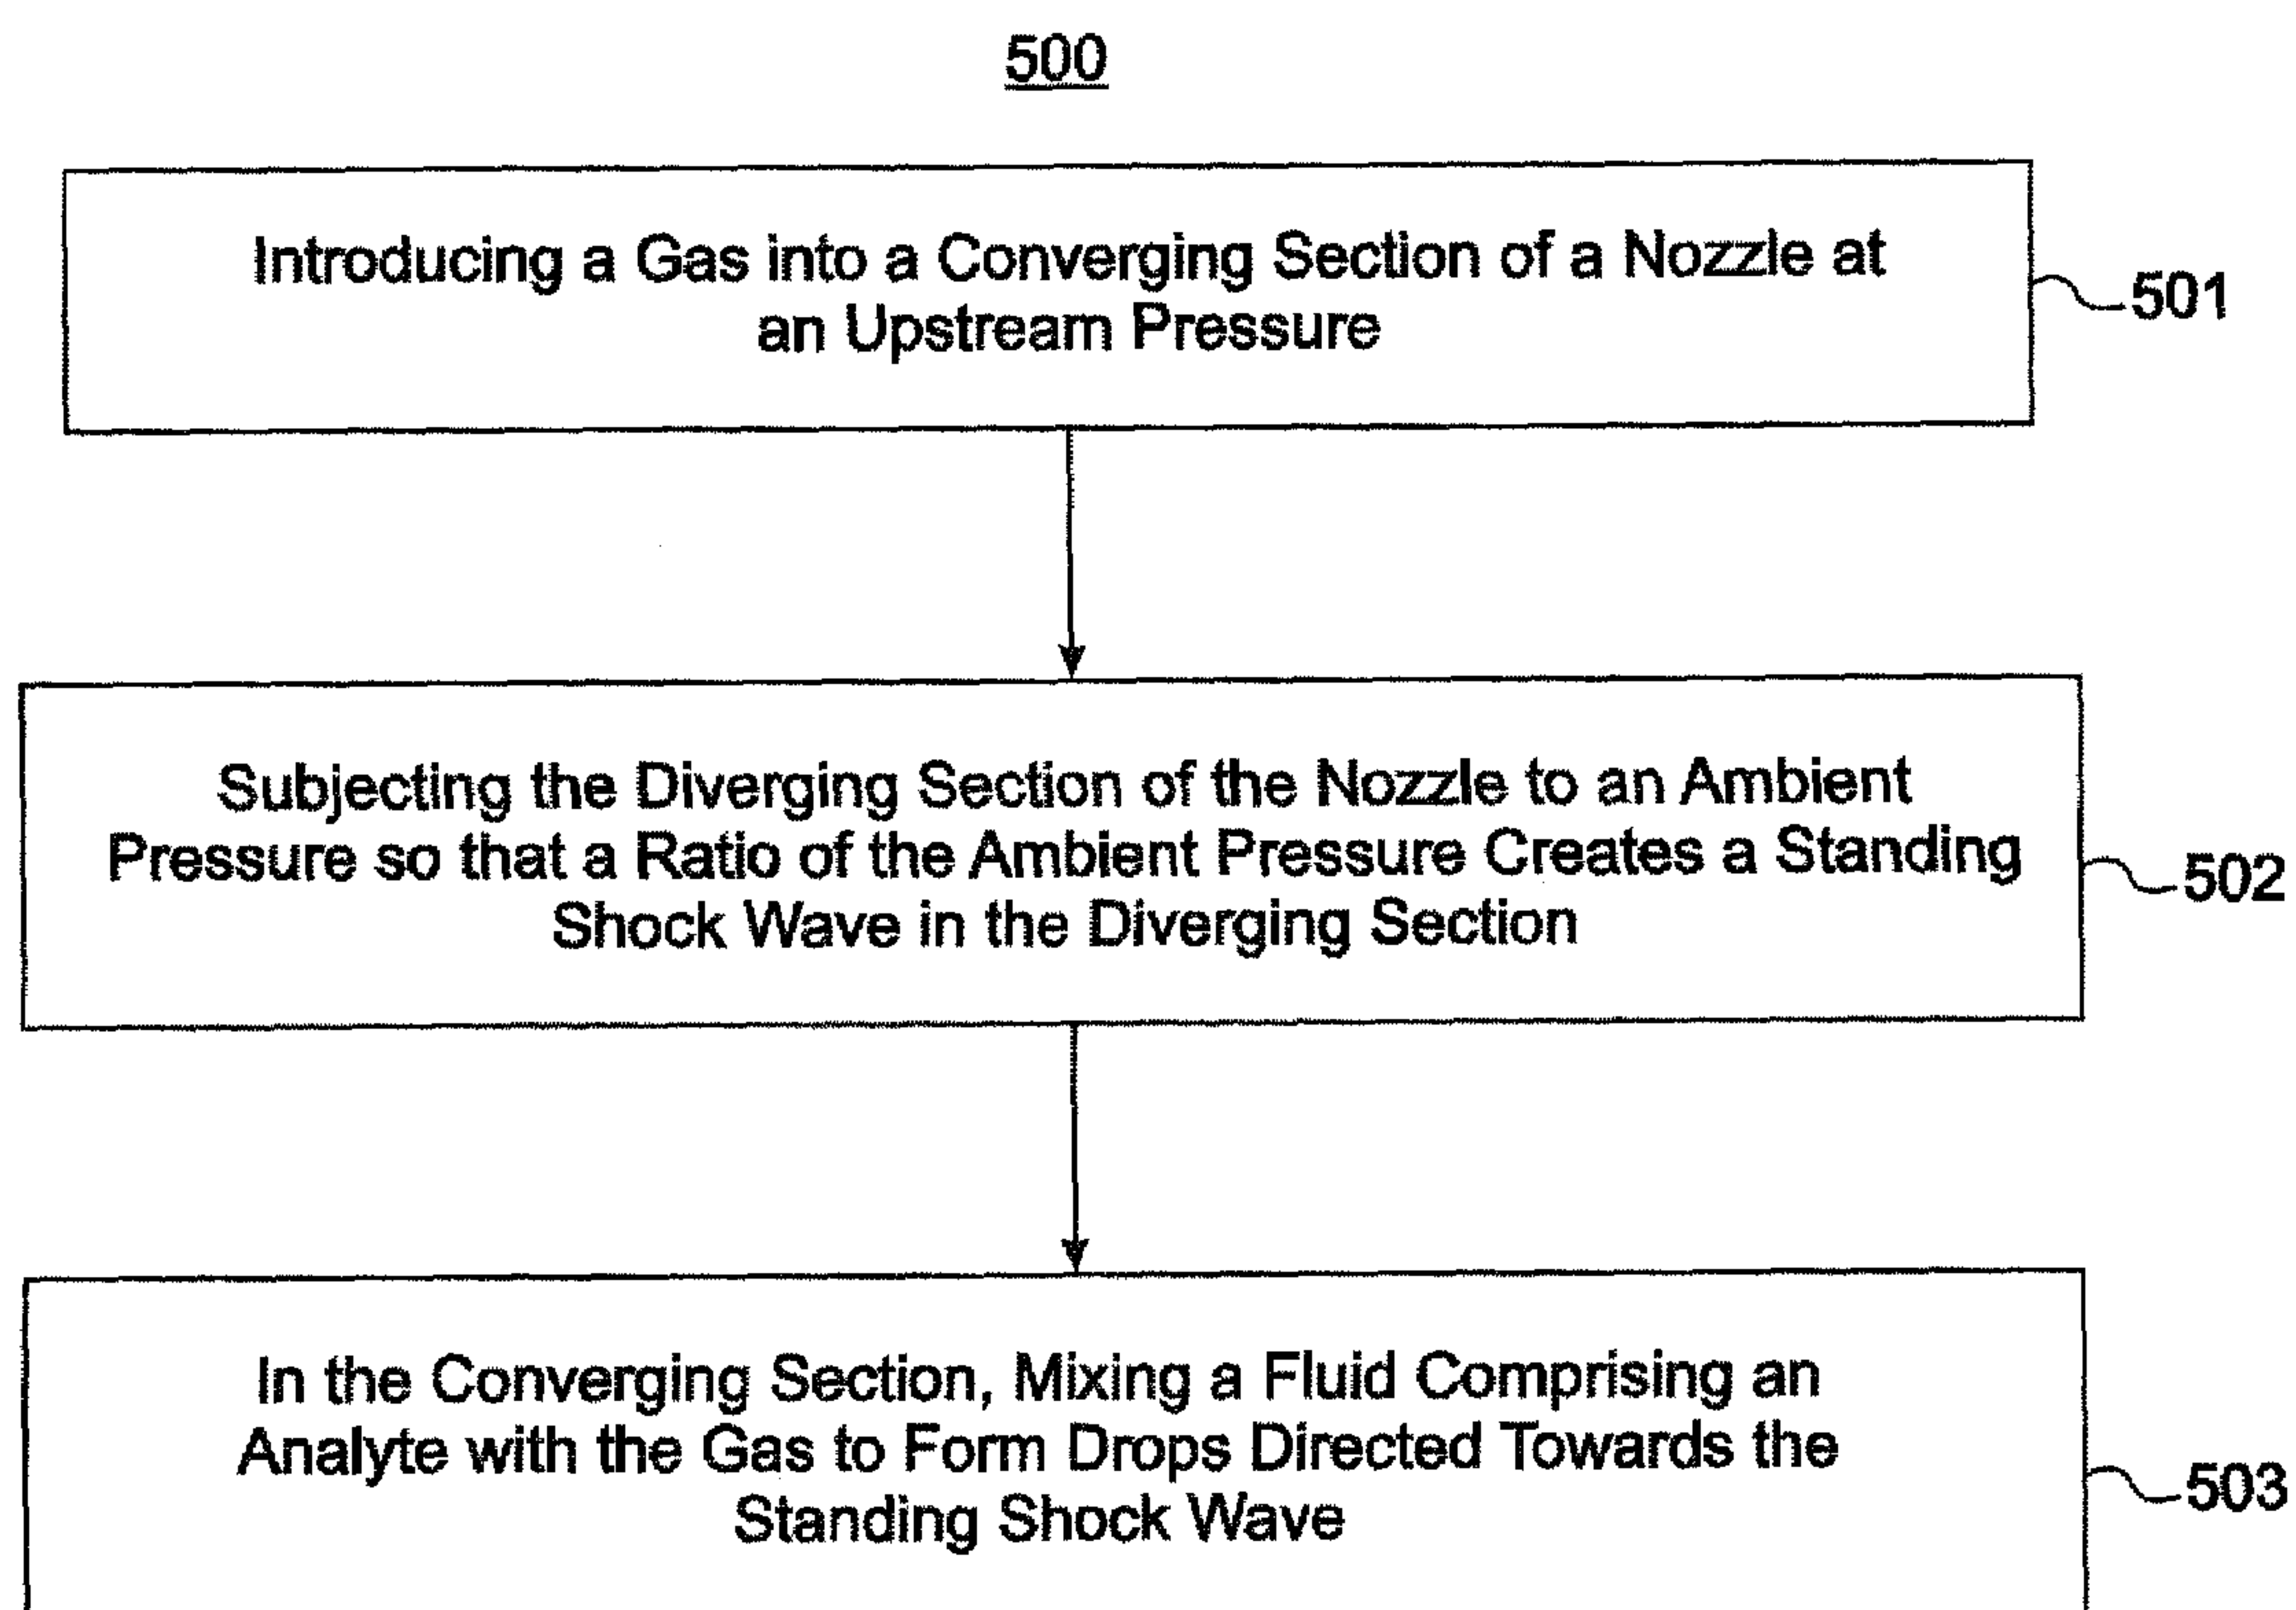 500
Introducing a Gas into a Converging Section of a Nozzle at
an Upstream Pressure
501
Subjecting the Diverging Section of the Nozzle to an Ambient
Pressure so that a Ratio of the Ambient Pressure Creates a Standing
Shock Wave in the Diverging Section
502
In the Converging Section, Mixing a Fluid Comprising an
Analyte with the Gas to Form Drops Directed Towards the
Standing Shock Wave
503